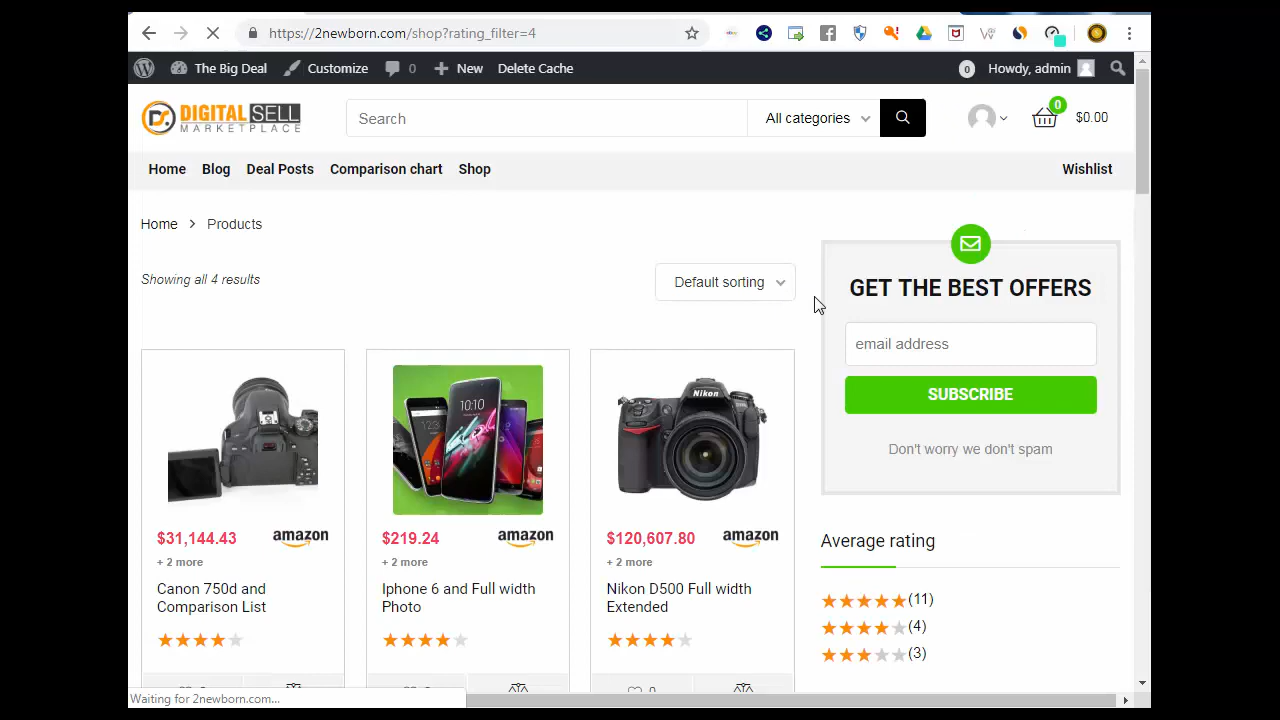 https://2newborn.com/shop?rating_filter=4
The Big Deal
Customize
0
New
Delete Cache
0
Howdy, admin
DIGITAL SELL
MARKETPLACE
Search
All categories
0
$0.00
Home
Blog
Deal Posts
Comparison chart
Shop
Wishlist
Home > Products
Showing all 4 results
Default sorting
GET THE BEST OFFERS
email address
SUBSCRIBE
Don't worry we don't spam
10:10
Nikon
$31,144.43
amazon
+ 2 more
Canon 750d and
Comparison List
$219.24
amazon
+ 2 more
Iphone 6 and Full width
Photo
$120,607.80
amazon
+ 2 more
Nikon D500 Full width
Extended
Average rating
(11)
(4)
(3)
Waiting for 2newborn.com...